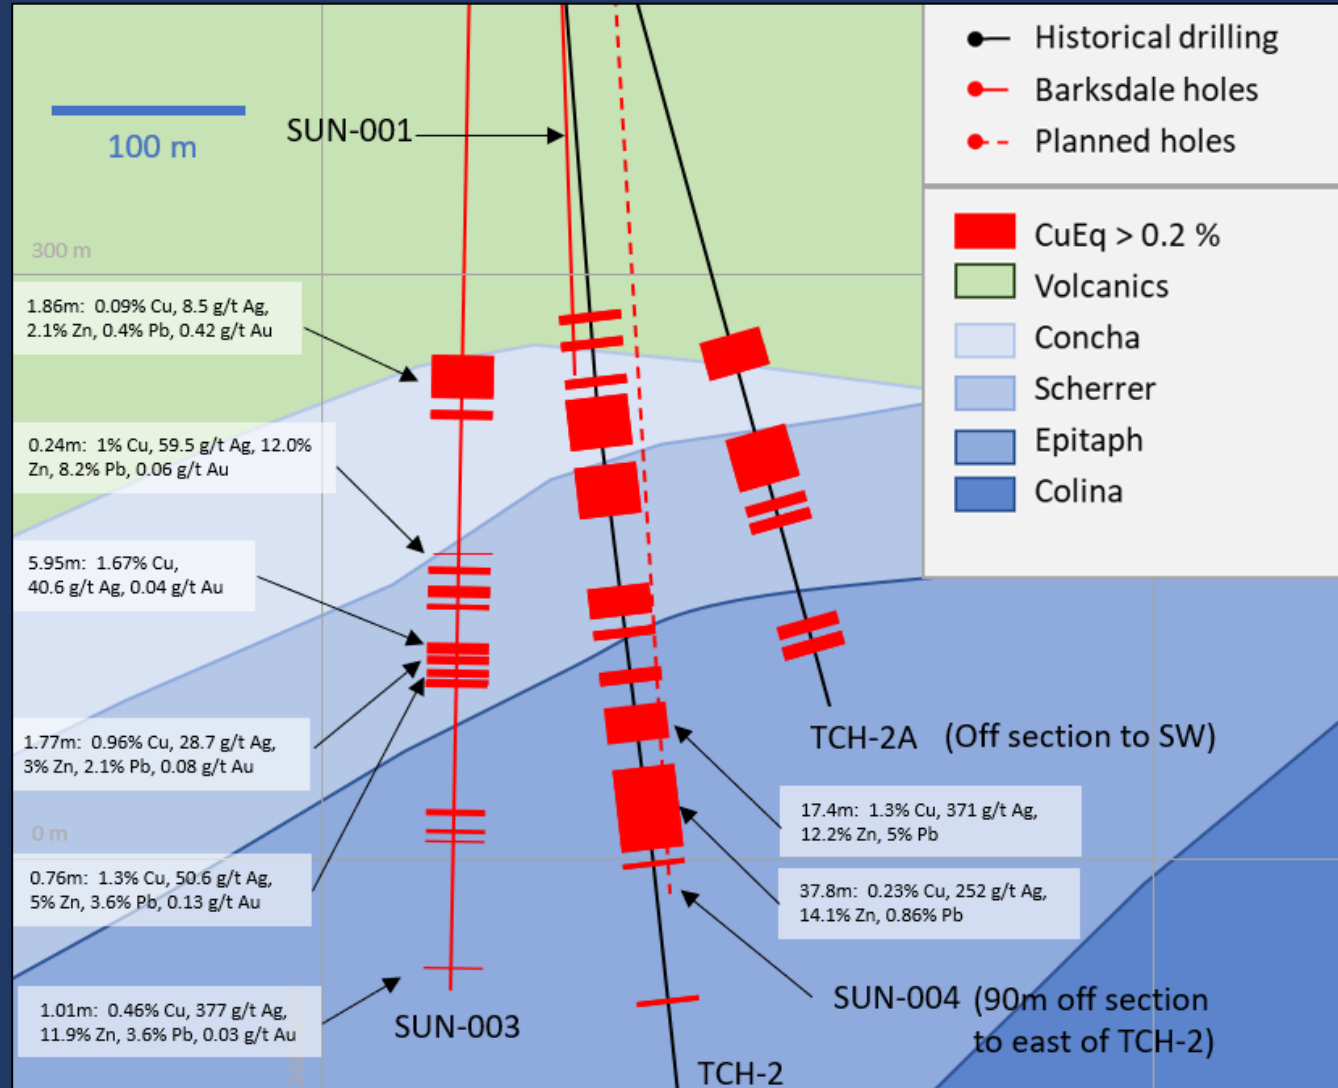 Historical drilling
Barksdale holes
Planned holes
SUN-001
100 m
CuEq > 0.2 %
Volcanics
Concha
Scherrer
Epitaph
Colina
300 m
1.86m: 0.09% Cu, 8.5 g/t Ag,
2.1% Zn, 0.4% Pb, 0.42 g/t Au
0.24m: 1% Cu, 59.5 g/t Ag, 12.0%
Zn, 8.2% Pb, 0.06 g/t Au
5.95m: 1.67% Cu,
40.6 g/t Ag, 0.04 g/t Au
1.77m: 0.96% Cu, 28.7 g/t Ag,
3% Zn, 2.1% Pb, 0.08 g/t Au
TCH-2A (Off section to SW)
17.4m: 1.3% Cu, 371 g/t Ag,
12.2% Zn, 5% Pb
0 m
0.76m: 1.3% Cu, 50.6 g/t Ag,
5% Zn, 3.6% Pb, 0.13 g/t Au
37.8m: 0.23% Cu, 252 g/t Ag,
14.1% Zn, 0.86% Pb
1.01m: 0.46% Cu, 377 g/t Ag,
11.9% Zn, 3.6% Pb, 0.03 g/t Au
SUN-003
SUN-004 (90m off section
to east of TCH-2)
TCH-2